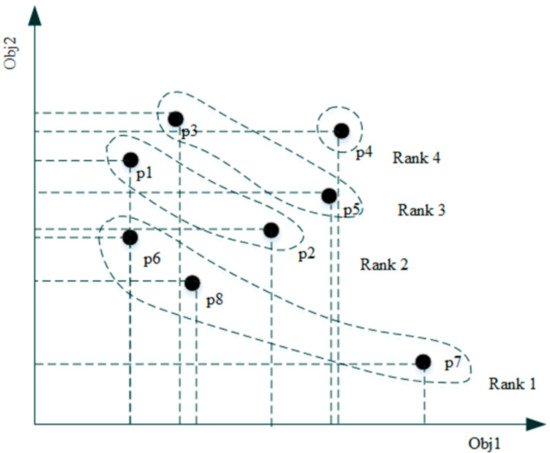 Obj2
p3
p4
Rank 4
p1
p5
Rank 3
p2
Rank 2
p6
p8
p7
Rank 1
Obj1